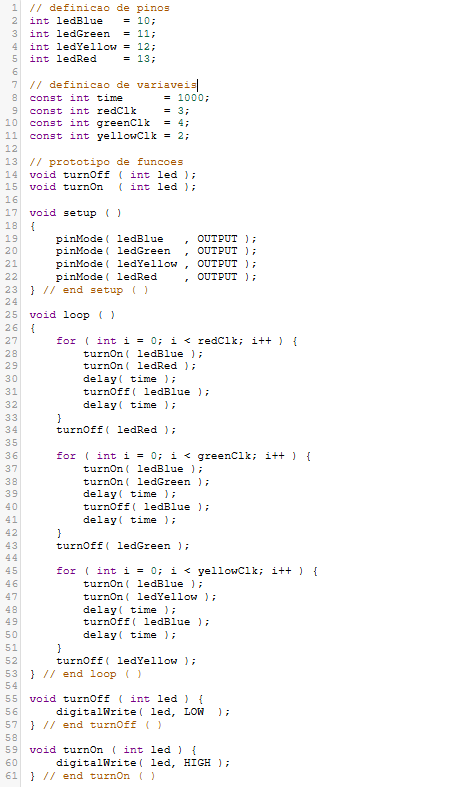 1 // definicao de pinos
2 int ledBlue   = 10;
3 int ledGreen  = 11;
4 int ledYellow = 12;
5 int ledRed    = 13;
6
7 // definicao de variaveis
8 const int time      = 1000;
9 const int redClk    = 3;
10 const int greenClk  = 4;
11 const int yellowClk = 2;
12
13 // prototipo de funcoes
14 void turnOff ( int led );
15 void turnOn  ( int led );
16
17 void setup ( )
18 {
19     pinMode( ledBlue   , OUTPUT );
20     pinMode( ledGreen  , OUTPUT );
21     pinMode( ledYellow , OUTPUT );
22     pinMode( ledRed    , OUTPUT );
23 } // end setup ( )
24
25 void loop ( )
26 {
27     for ( int i = 0; i < redClk; i++ ) {
28         turnOn( ledBlue );
29         turnOn( ledRed );
30         delay( time );
31         turnOff( ledBlue );
32         delay( time );
33     }
34     turnOff( ledRed );
35
36     for ( int i = 0; i < greenClk; i++ ) {
37         turnOn( ledBlue );
38         turnOn( ledGreen );
39         delay( time );
40         turnOff( ledBlue );
41         delay( time );
42     }
43     turnOff( ledGreen );
44
45     for ( int i = 0; i < yellowClk; i++ ) {
46         turnOn( ledBlue );
47         turnOn( ledYellow );
48         delay( time );
49         turnOff( ledBlue );
50         delay( time );
51     }
52     turnOff( ledYellow );
53 } // end loop ( )
54
55 void turnOff ( int led ) {
56     digitalWrite( led, LOW  );
57 } // end turnOff ( )
58
59 void turnOn ( int led ) {
60     digitalWrite( led, HIGH );
61 } // end turnOn ( )